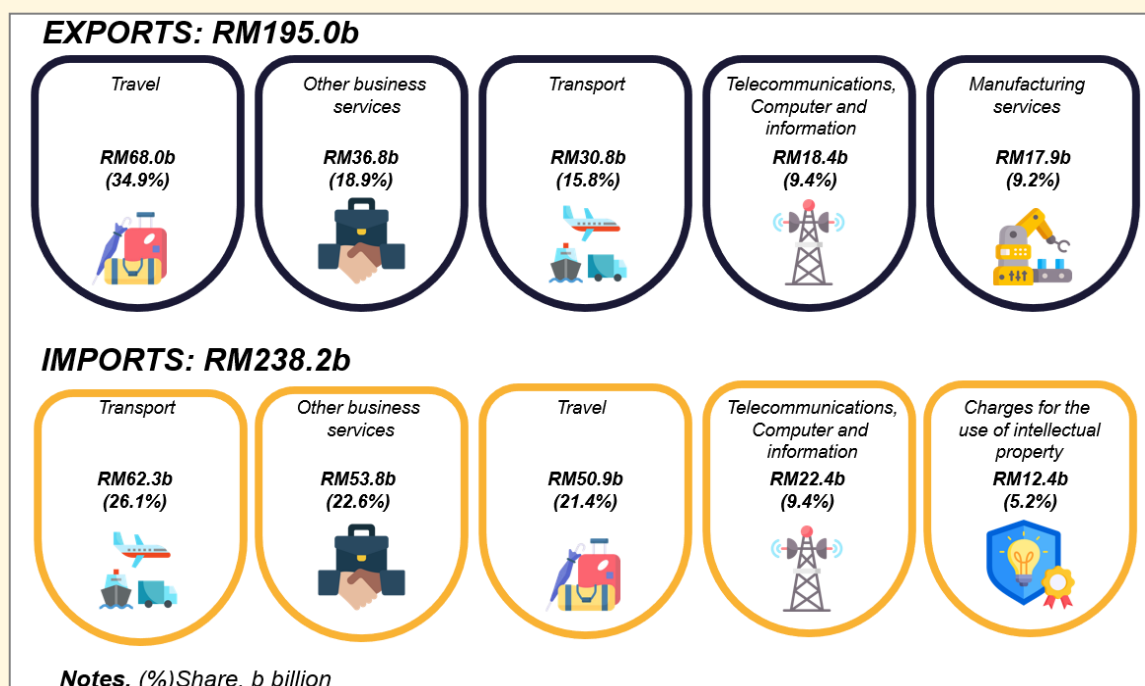 EXPORTS: RM195.0b
Travel
RM68.0b
(34.9%)
Other business
services
RM36.8b
(18.9%)
Transport
RM30.8b
(15.8%)
Telecommunications,
Computer and
information
RM18.4b
(9.4%)
Manufacturing
services
RM17.9b
(9.2%)
IMPORTS: RM238.2b
Transport
RM62.3b
(26.1%)
Other business
services
RM53.8b
(22.6%)
Travel
RM50.9b
(21.4%)
Telecommunications,
Computer and
information
RM22.4b
(9.4%)
Charges for the
use of intellectual
property
RM12.4b
(5.2%)
Notes. (%)Share, b billion